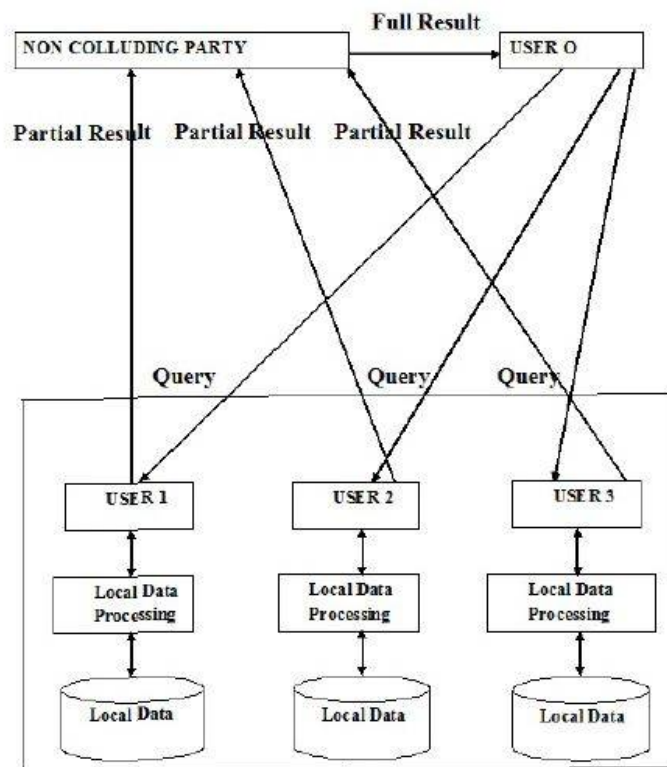 Full Result
NON COLLUDING PARTY
USER O
Partial Result
Partial Result
Partial Result
Query
Query
Query
USER 1
USER 2
USER 3
Local Data
Processing
Local Data
Processing
Local Data
Processing
Local Data
Local Data
Local Data